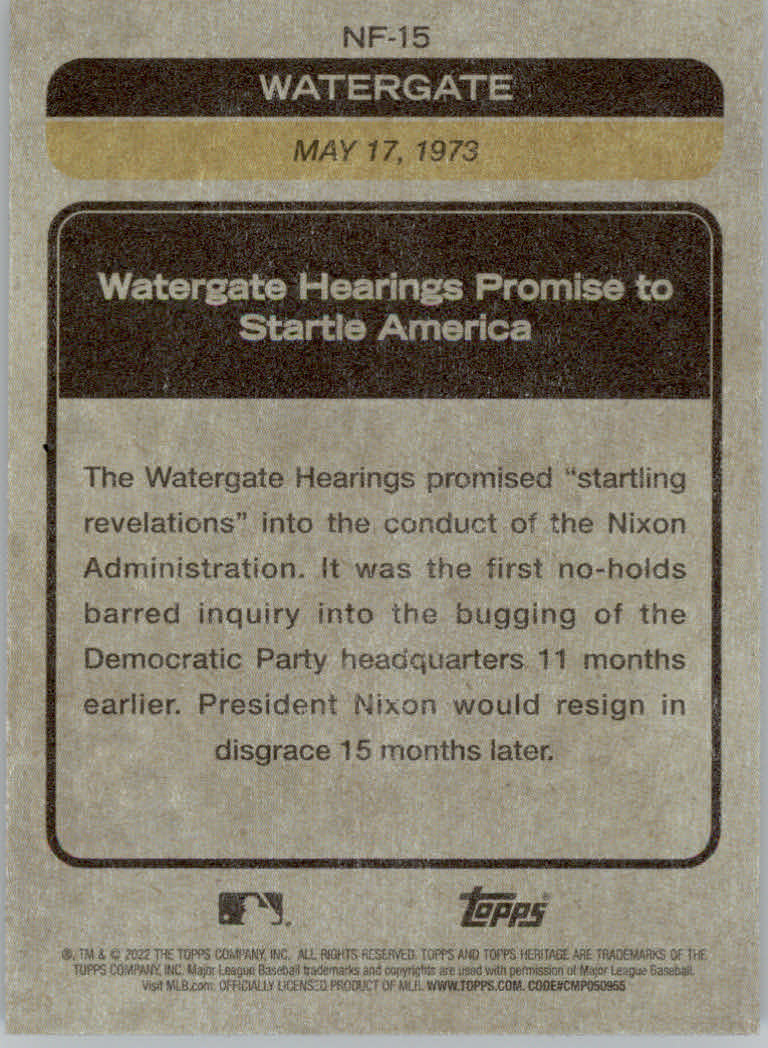 NF-15
WATERGATE
MAY 17, 1973
Watergate Hearings Promise to
Startle America
The Watergate Hearings promised “startling
revelations” into the conduct of the Nixon
Administration. It was the first no-holds
barred inquiry into the bugging of the
Democratic Party headquarters 11 months
earlier. President Nixon would resign in
disgrace 15 months later.
topps
®, TM & © 2022 THE TOPPS COMPANY, INC. ALL RIGHTS RESERVED. TOPPS AND TOPPS HERITAGE ARE TRADEMARKS OF THE
TOPPS COMPANY, INC. Major League Baseball trademarks and copyrights are used with permission of Major League Baseball.
Visit MLB.com. OFFICIALLY LICENSED PRODUCT OF MLB. WWW.TOPPS.COM. CODE#CMP050955